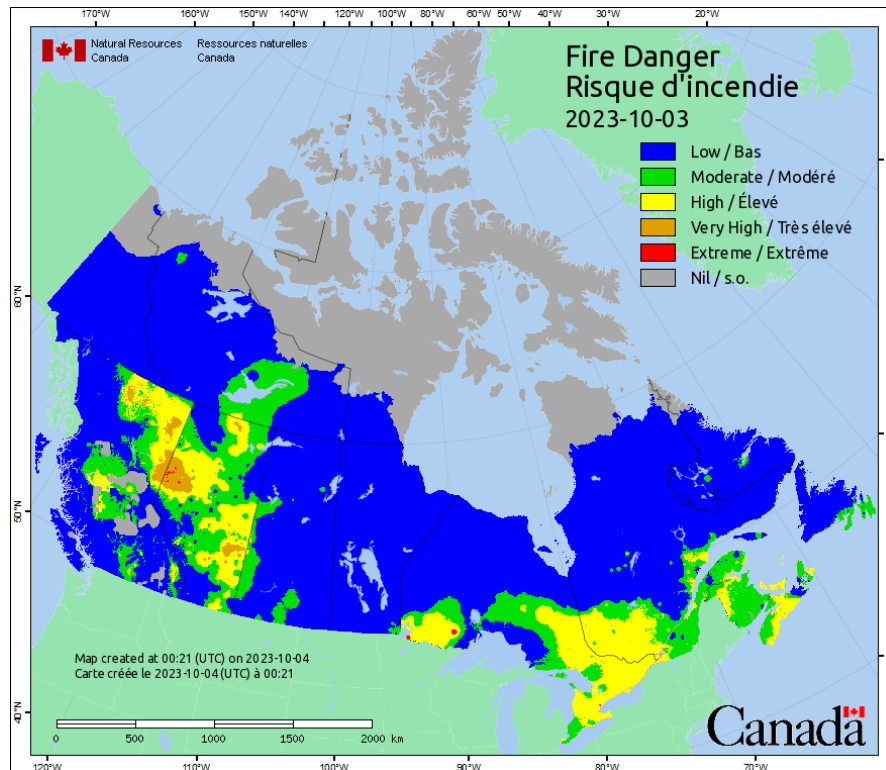 170°W 160°W 150°W 140°W 130°W 120°W 110°W 100°W 90°W 80°W 70°W 60°W 50°W 40°W 30°W 20°W
Natural Resources Ressources naturelles
Canada Canada
Fire Danger
Risque d'incendie
2023-10-03
Low / Bas
Moderate / Modéré
High / Élevé
Very High / Très élevé
Extreme / Extrême
Nil / s.o.
60°N
50°N
40°N
Map created at 00:21 (UTC) on 2023-10-04
Carte créée le 2023-10-04 (UTC) à 00:21
0 500 1000 1500 2000 km
Canada
120°W 110°W 100°W 90°W 80°W 70°W